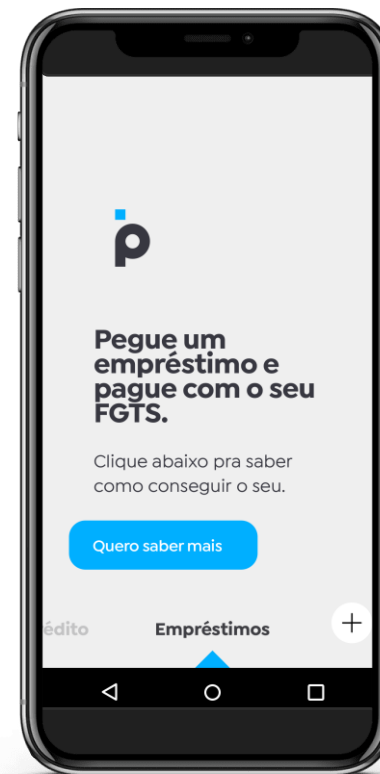 p
Pegue um
empréstimo e
pague com o seu
FGTS.
Clique abaixo pra saber
como conseguir o seu.
Quero saber mais
édito Empréstimos +